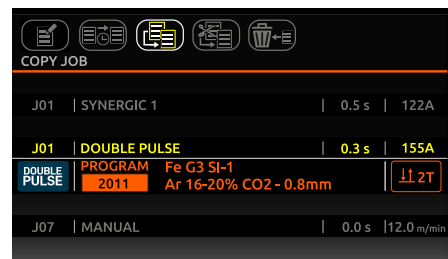 COPY JOB
J01 | SYNERGIC 1 | 0.5 s | 122A
J01 | DOUBLE PULSE | 0.3 s | 155A
DOUBLE PULSE
PROGRAM 2011
Fe G3 SI-1
Ar 16-20% CO2 - 0.8mm
2T
J07 | MANUAL | 0.0 s | 12.0 m/min